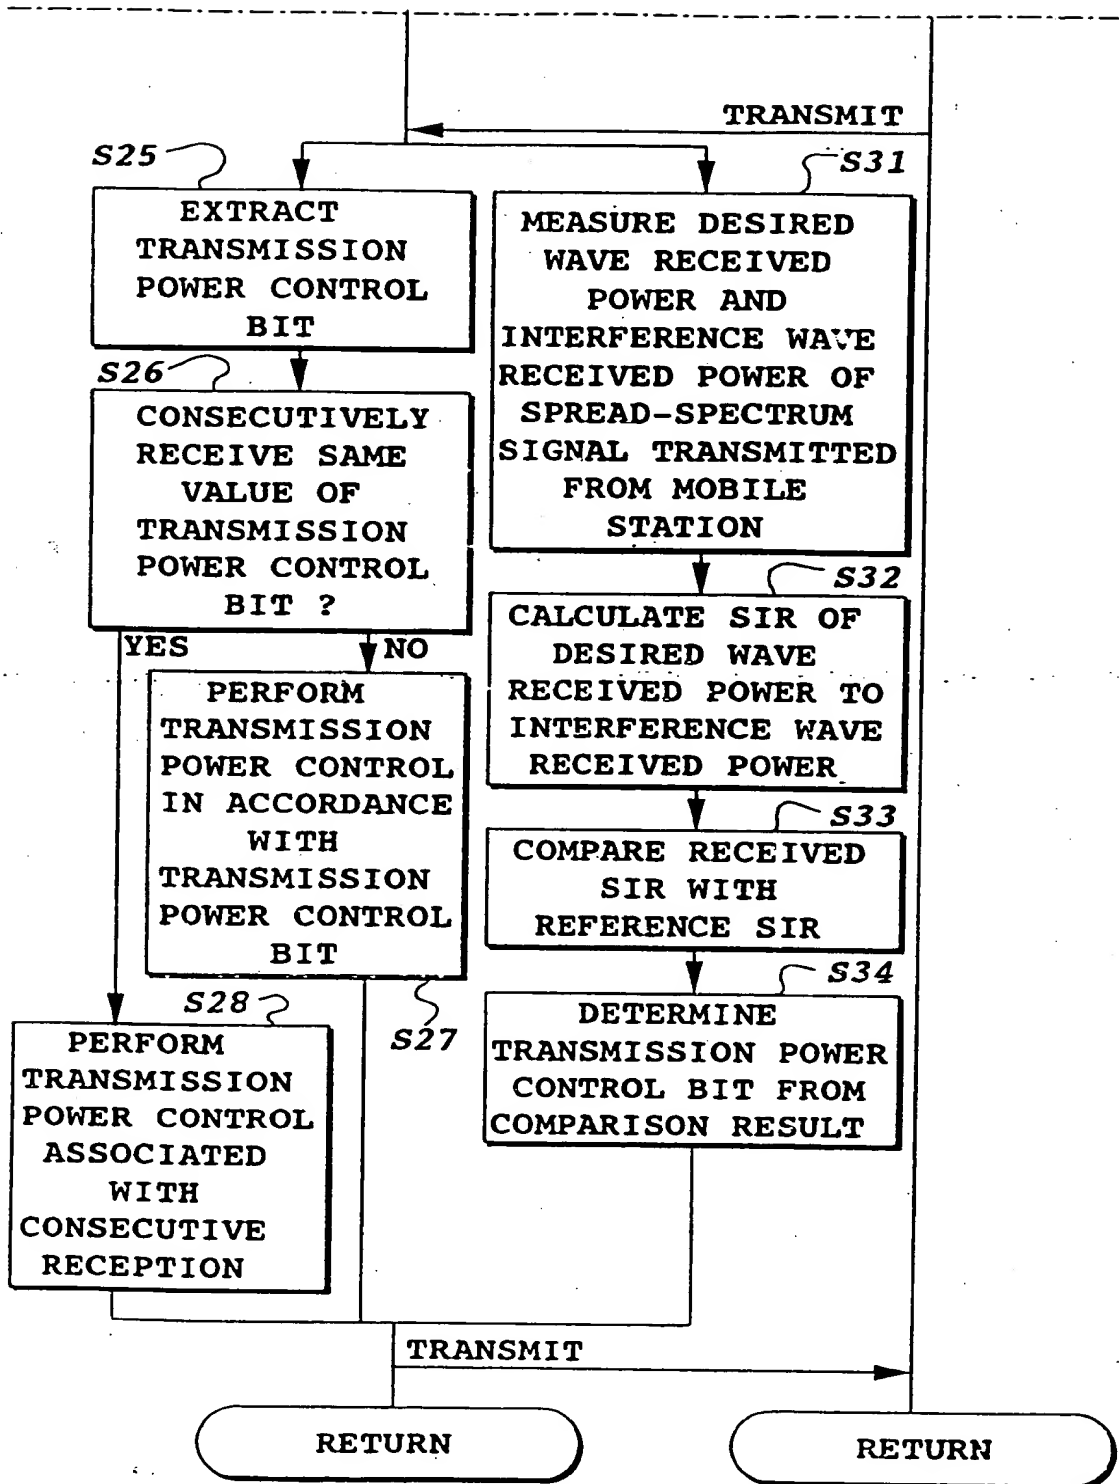 TRANSMIT
S25
EXTRACT
TRANSMISSION
POWER CONTROL
BIT
S26
CONSECUTIVELY
RECEIVE SAME
VALUE OF
TRANSMISSION
POWER CONTROL
BIT ?
YES
NO
PERFORM
TRANSMISSION
POWER CONTROL
IN ACCORDANCE
WITH
TRANSMISSION
POWER CONTROL
BIT
S27
S28
PERFORM
TRANSMISSION
POWER CONTROL
ASSOCIATED
WITH
CONSECUTIVE
RECEPTION
S31
MEASURE DESIRED
WAVE RECEIVED
POWER AND
INTERFERENCE WAVE
RECEIVED POWER OF
SPREAD-SPECTRUM
SIGNAL TRANSMITTED
FROM MOBILE
STATION
S32
CALCULATE SIR OF
DESIRED WAVE
RECEIVED POWER TO
INTERFERENCE WAVE
RECEIVED POWER
S33
COMPARE RECEIVED
SIR WITH
REFERENCE SIR
S34
DETERMINE
TRANSMISSION POWER
CONTROL BIT FROM
COMPARISON RESULT
TRANSMIT
RETURN
RETURN